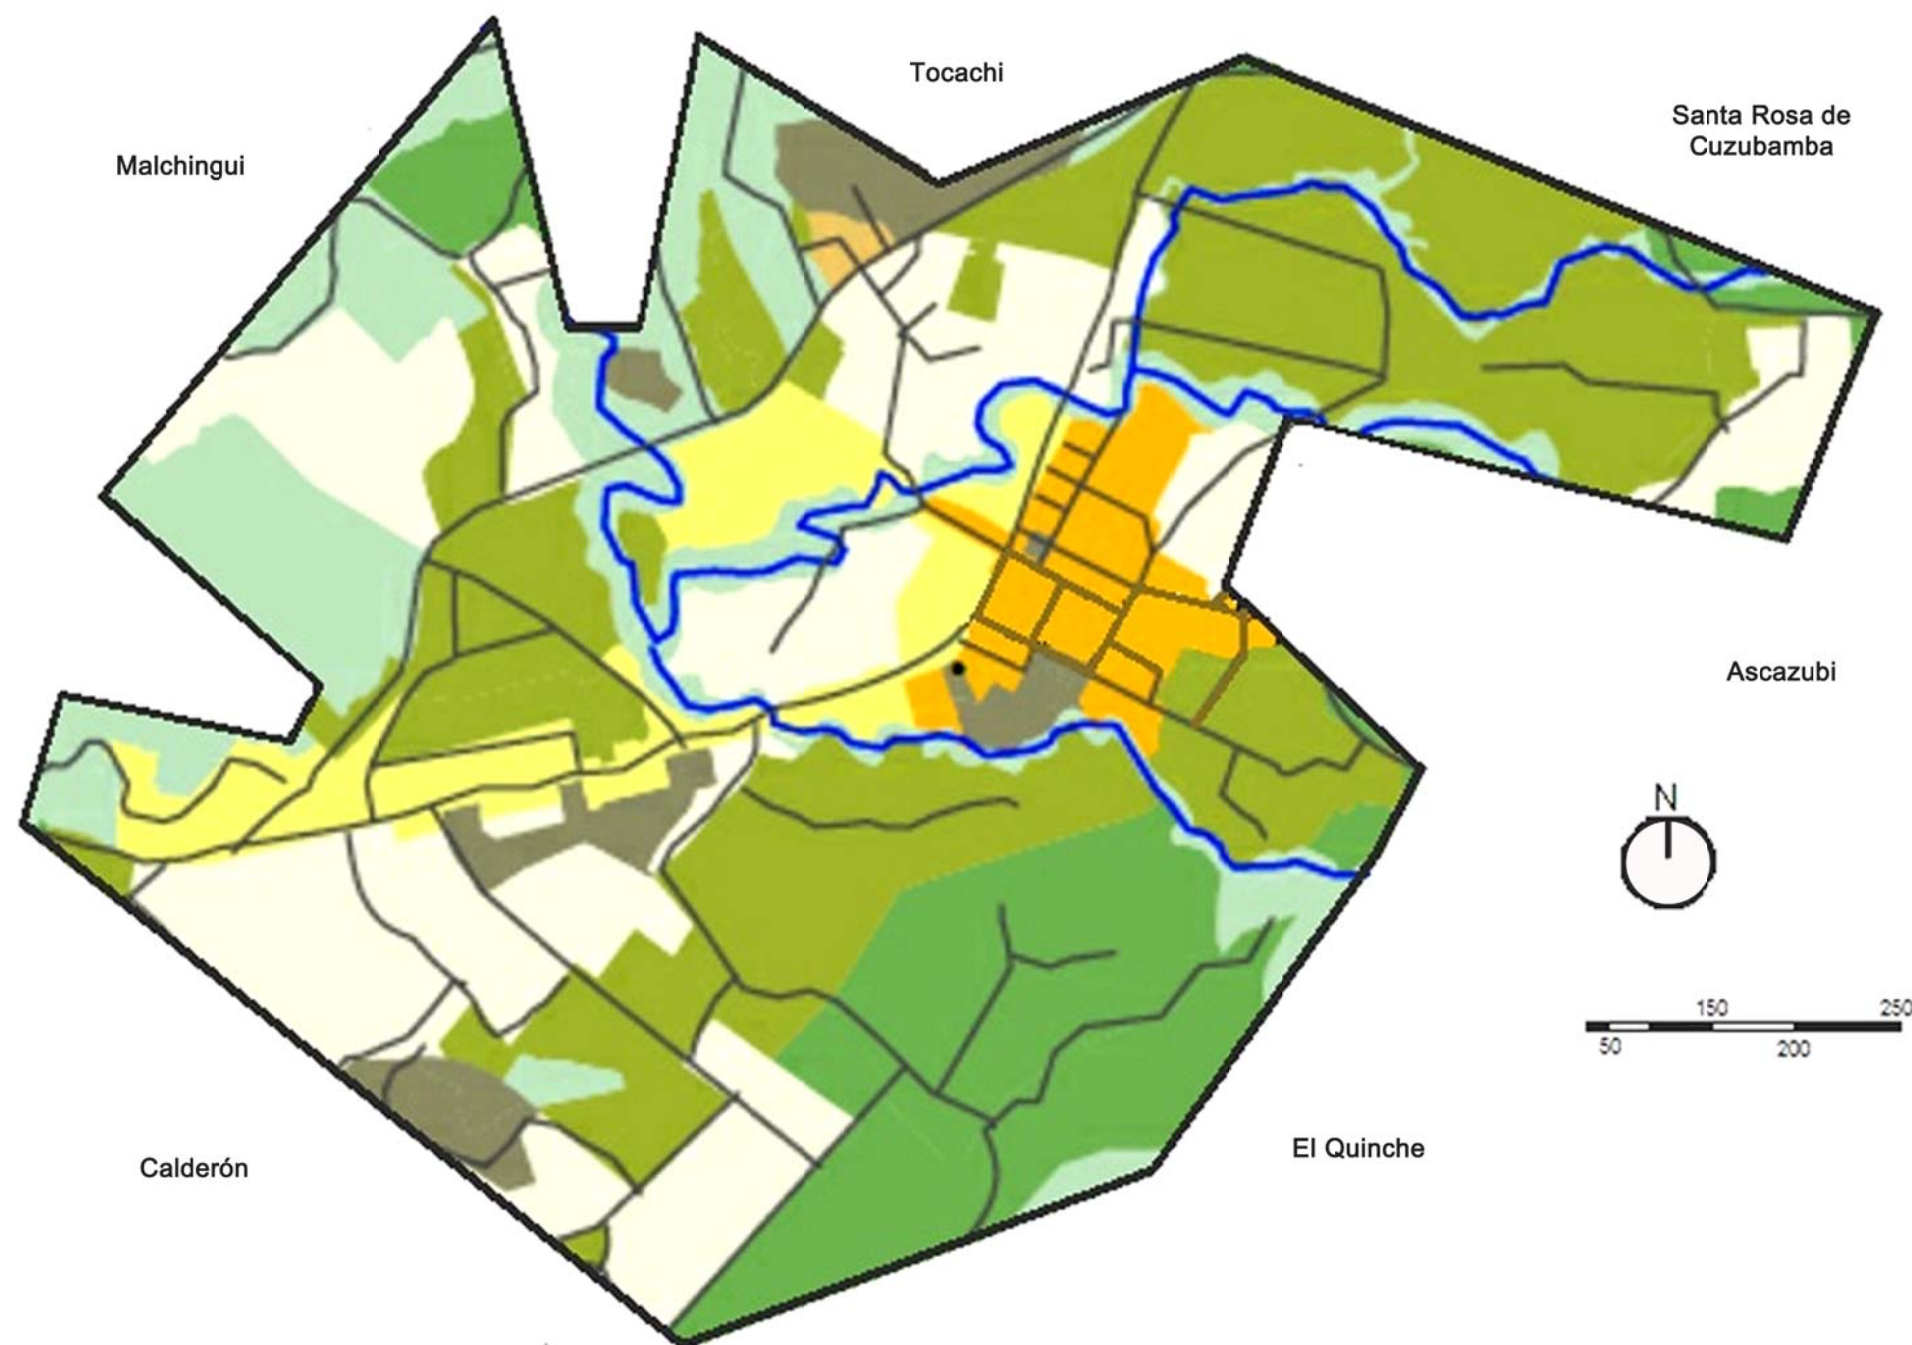 Tocachi
Santa Rosa de
Cuzubamba
Malchingui
Ascazubi
N
150 250
50 200
El Quinche
Calderón